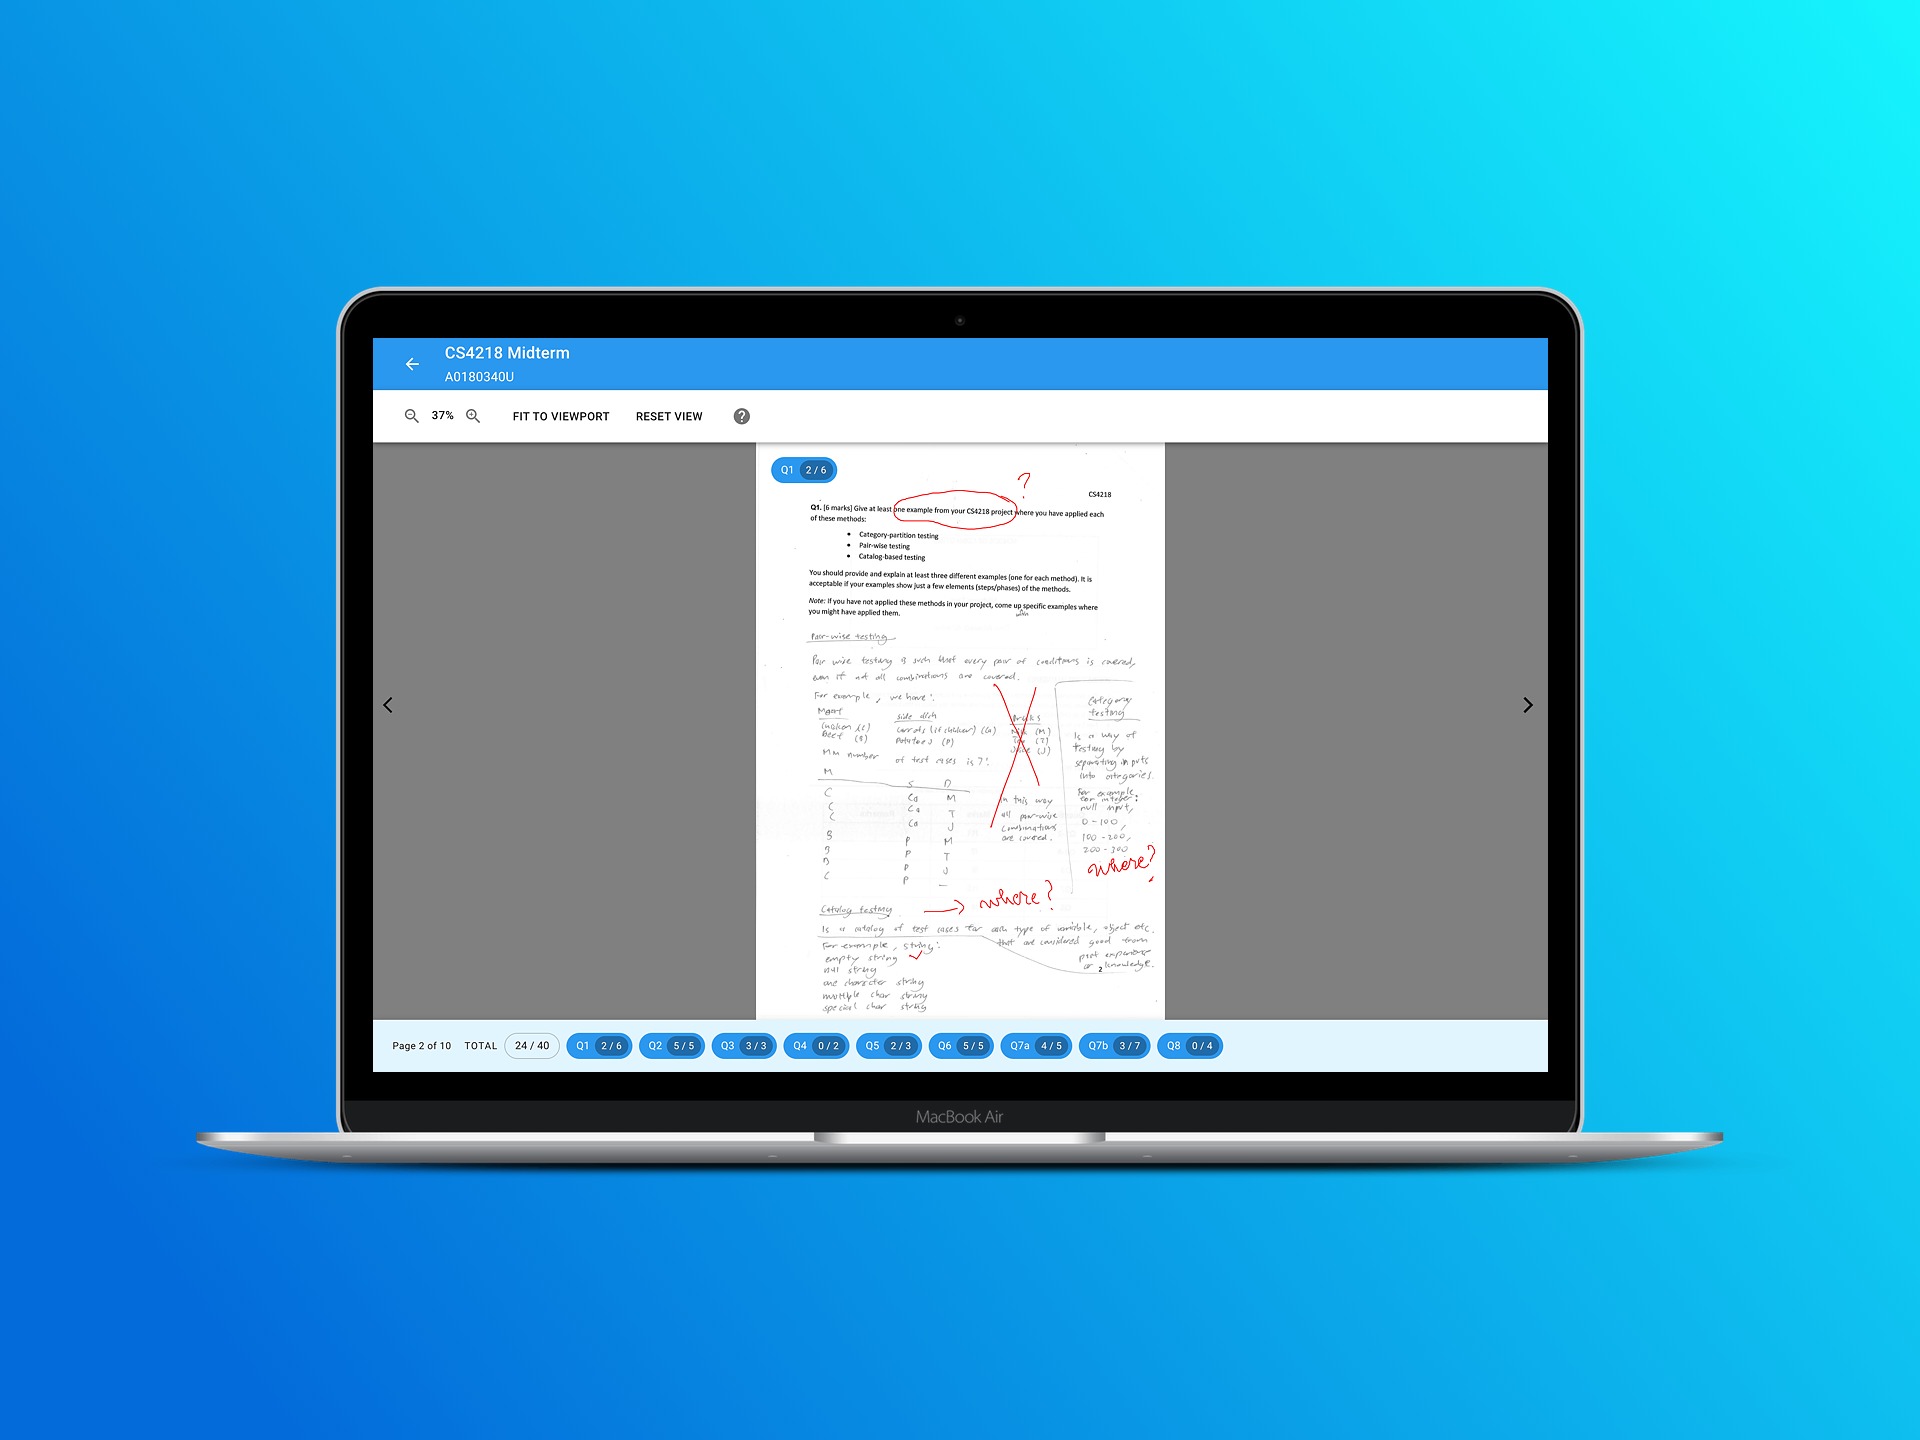 CS4218 Midterm
A0180340U
37%
FIT TO VIEWPORT
RESET VIEW
?
Q1 2 / 6
?
CS4218
Q1. [6 marks] Give at least one example from your CS4218 project where you have applied each
of these methods:
• Category-partition testing
• Pair-wise testing
• Catalog-based testing
You should provide and explain at least three different examples (one for each method). It is
acceptable if your examples show just a few elements (steps/phases) of the methods.
Note: If you have not applied these methods in your project, come up specific examples where
with
you might have applied them.
Pair-wise testing
Pair wise testing is such that every pair of conditions is covered,
even if not all combinations are covered.
For example, we have:
Meat
Chicken (C)
Beef (B)
Side dish
Carrots (if chicken) (Ca)
Potatoes (P)
Drinks
Milk (M)
Tea (T)
Juice (J)
Min number of test cases is 7:
M S D
C Ca M
C Ca T
C Ca J
B P M
B P T
B P J
C P –
In this way
all pair-wise
combinations
are covered.
Category
testing
Is a way of
testing by
separating inputs
into categories.
For example,
for integer:
null input,
0-100,
100-200,
200-300
where?
Catalog testing
→ where?
Is a catalog of test cases for each type of variable, object etc.
that are considered good from
past experience
or knowledge.
For example, string:
empty string
null string
one character string
multiple char string
special char string
2
Page 2 of 10 TOTAL 24 / 40 Q1 2 / 6 Q2 5 / 5 Q3 3 / 3 Q4 0 / 2 Q5 2 / 3 Q6 5 / 5 Q7a 4 / 5 Q7b 3 / 7 Q8 0 / 4
MacBook Air